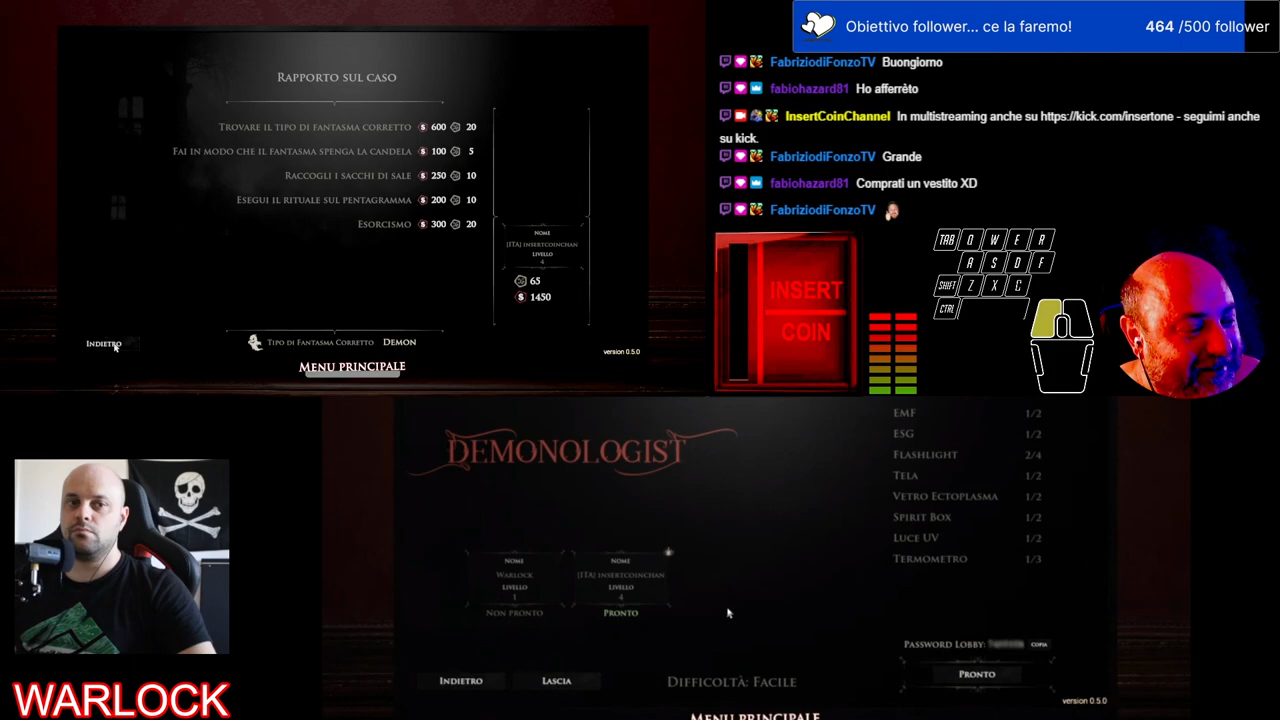 Obiettivo follower... ce la faremo! 464 /500 follower
FabriziodiFonzoTV Buongiorno
fabiohazard81 Ho afferrèto
InsertCoinChannel In multistreaming anche su https://kick.com/insertone - seguimi anche
su kick.
FabriziodiFonzoTV Grande
fabiohazard81 Comprati un vestito XD
FabriziodiFonzoTV
Rapporto sul caso
Trovare il tipo di fantasma corretto $ 600 20
Fai in modo che il fantasma spenga la candela $ 100 5
Raccogli i sacchi di sale $ 250 10
Esegui il rituale sul pentagramma $ 200 10
Esorcismo $ 300 20
Nome
[ITA] insertcoinchan
Livello
4
65
$ 1450
Indietro
Tipo di Fantasma Corretto Demon
version 0.5.0
Menu principale
INSERT
COIN
TAB Q W E R
A S D F
SHIFT Z X C
CTRL
DEMONOLOGIST
EMF 1/2
ESG 1/2
Flashlight 2/4
Tela 1/2
Vetro Ectoplasma 1/2
Spirit Box 1/2
Luce UV 1/2
Termometro 1/3
Nome
Warlock
Livello
1
Non pronto
Nome
[ITA] insertcoinchan
Livello
4
Pronto
Password Lobby: COPIA
Pronto
Indietro Lascia Difficoltà: Facile
version 0.5.0
Menu principale
WARLOCK